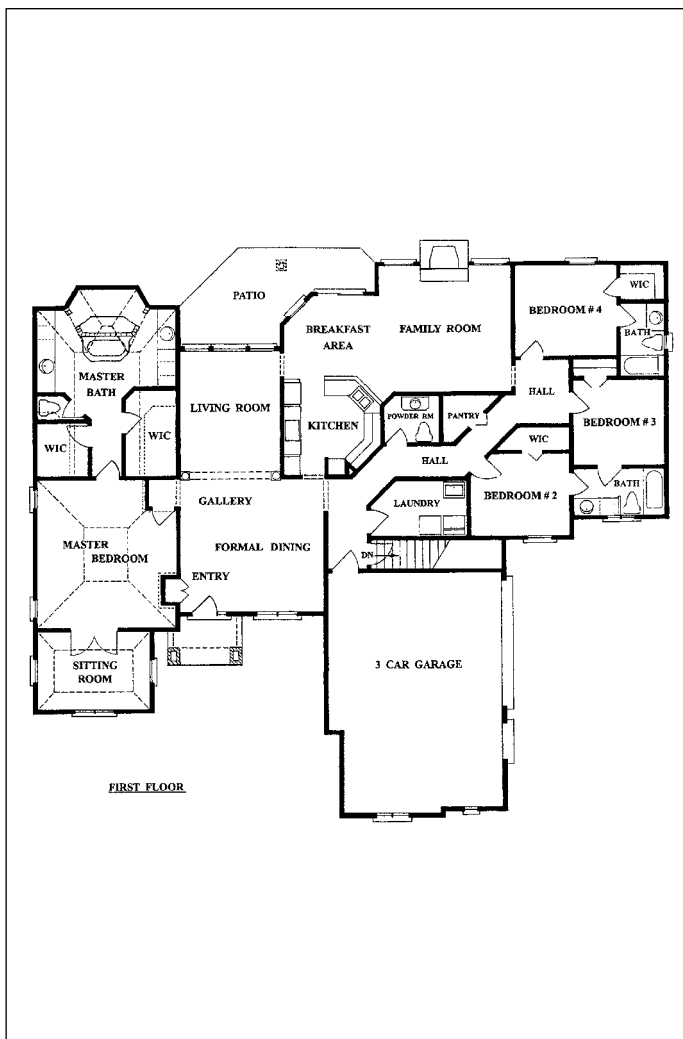 PATIO
WIC
BEDROOM # 4
BREAKFAST
AREA
FAMILY ROOM
BATH
MASTER
BATH
HALL
LIVING ROOM
KITCHEN
POWDER RM
PANTRY
BEDROOM # 3
WIC
WIC
WIC
HALL
BATH
GALLERY
LAUNDRY
BEDROOM # 2
MASTER
BEDROOM
FORMAL DINING
DN
ENTRY
SITTING
ROOM
3 CAR GARAGE
FIRST FLOOR